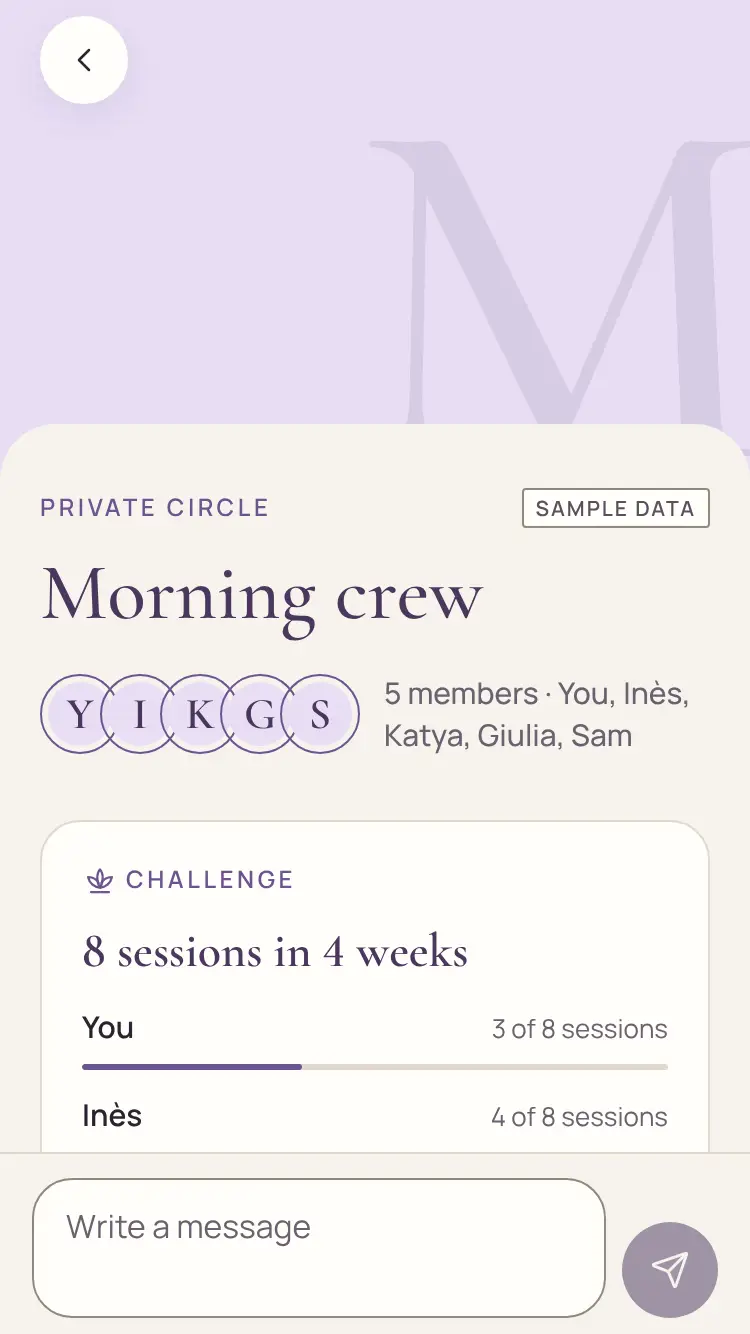 M
PRIVATE CIRCLE
SAMPLE DATA
Morning crew
Y I K G S
5 members · You, Inès,
Katya, Giulia, Sam
CHALLENGE
8 sessions in 4 weeks
You
3 of 8 sessions
Inès
4 of 8 sessions
Write a message